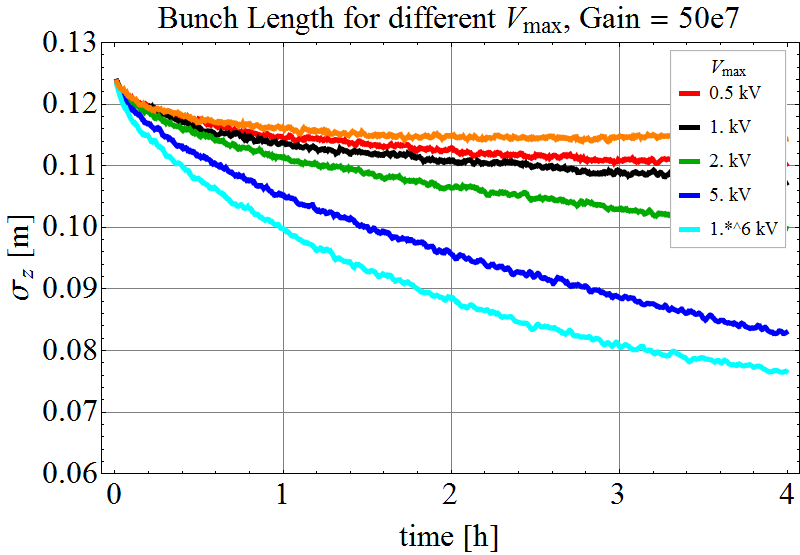 Bunch Length for different Vmax, Gain = 50e7
0.13
0.12
0.11
0.10
0.09
0.08
0.07
0.06
σz [m]
Vmax
0.5 kV
1. kV
2. kV
5. kV
1.*^6 kV
0
1
2
3
4
time [h]